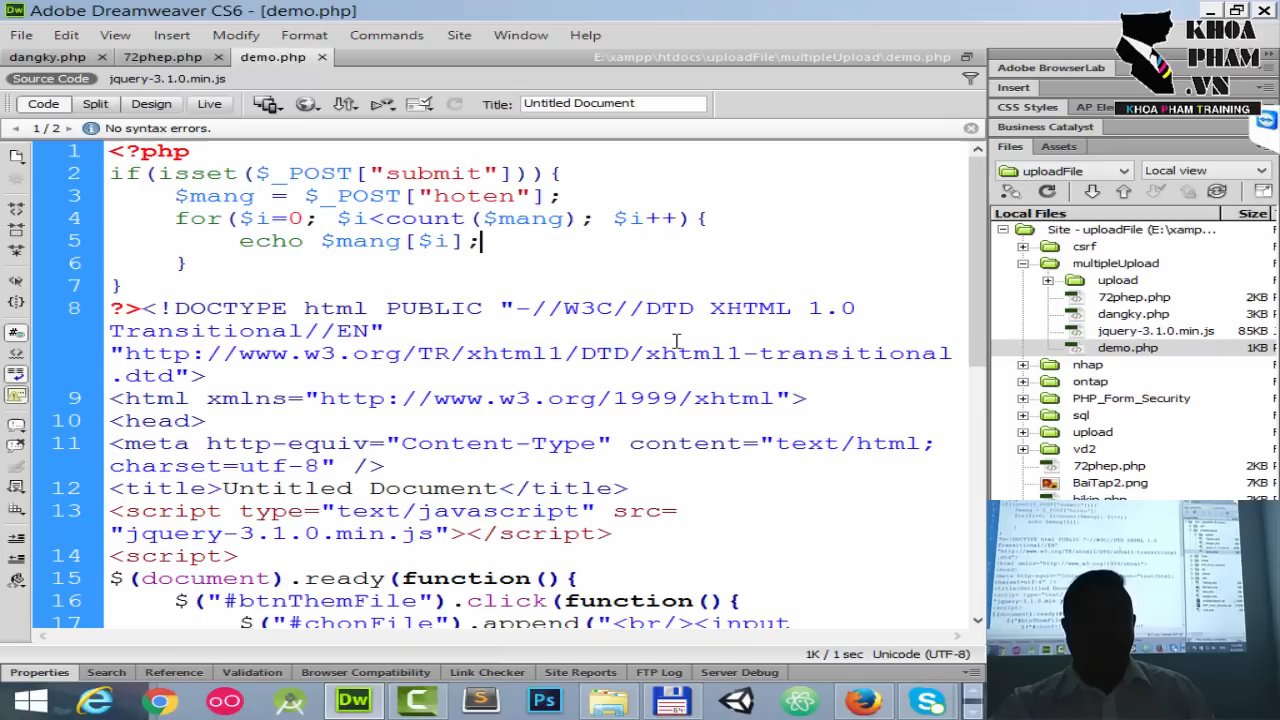 Adobe Dreamweaver CS6 - [demo.php]
File Edit View Insert Modify Format Commands Site Window Help
dangky.php 72phep.php demo.php E:\xampp\htdocs\uploadFile\multipleUpload\demo.php
Source Code jquery-3.1.0.min.js
Code Split Design Live Title: Untitled Document
1 / 2 No syntax errors.
1 <?php
2 if(isset($_POST["submit"])){
3 $mang = $_POST["hoten"];
4 for($i=0; $i<count($mang); $i++){
5 echo $mang[$i];
6 }
7 }
8 ?><!DOCTYPE html PUBLIC "-//W3C//DTD XHTML 1.0
Transitional//EN"
"http://www.w3.org/TR/xhtml1/DTD/xhtml1-transitional
.dtd">
9 <html xmlns="http://www.w3.org/1999/xhtml">
10 <head>
11 <meta http-equiv="Content-Type" content="text/html;
charset=utf-8" />
12 <title>Untitled Document</title>
13 <script type="text/javascript" src=
"jquery-3.1.0.min.js"></script>
14 <script>
15 $(document).ready(function(){
16 $("#btnThemFile").click(function(){
17 $("#chonFile").append("<br/><input
1K / 1 sec Unicode (UTF-8)
Properties Search Reference Validation Browser Compatibility Link Checker Site Reports FTP Log Server Debug
KHOA
PHAM
.VN
KHOA PHAM TRAINING
Adobe BrowserLab
Insert
CSS Styles AP Ele
Business Catalyst
Files Assets
uploadFile Local view
Local Files Size
Site - uploadFile (E:\xamp...
csrf
multipleUpload
upload
72phep.php 2KB
dangky.php 3KB
jquery-3.1.0.min.js 85KB
demo.php 1KB
nhap
ontap
PHP_Form_Security
sql
upload
vd2
72phep.php 2KB
BaiTap2.png 7KB
Dw
Ps